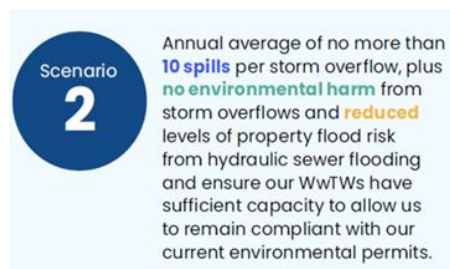 Scenario
2
Annual average of no more than
10 spills per storm overflow, plus
no environmental harm from
storm overflows and reduced
levels of property flood risk
from hydraulic sewer flooding
and ensure our WwTWs have
sufficient capacity to allow us
to remain compliant with our
current environmental permits.